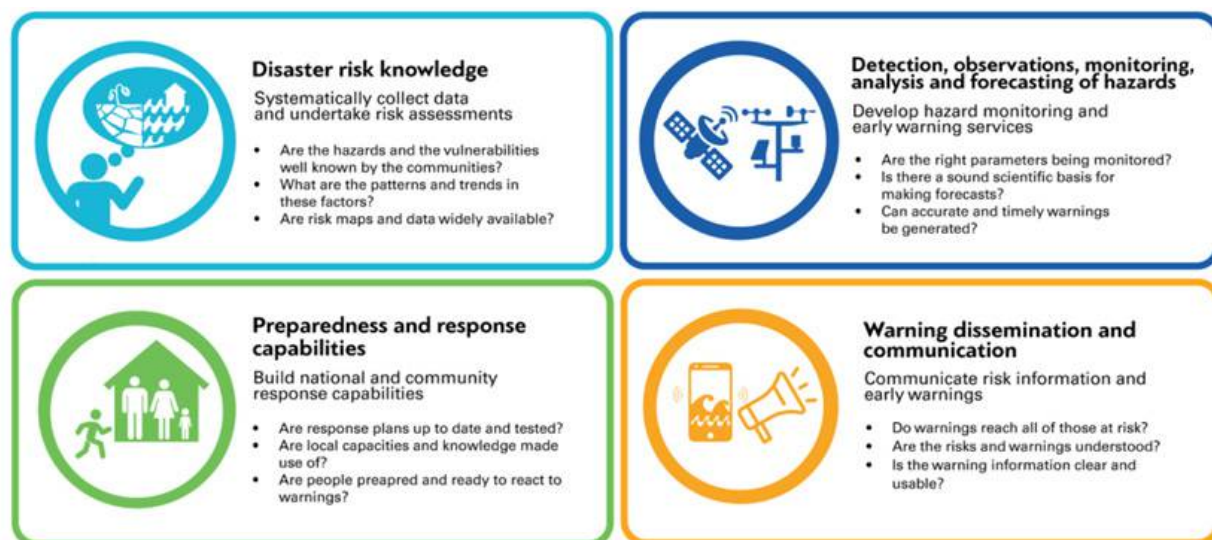 Disaster risk knowledge
Systematically collect data
and undertake risk assessments
• Are the hazards and the vulnerabilities
well known by the communities?
• What are the patterns and trends in
these factors?
• Are risk maps and data widely available?
Detection, observations, monitoring,
analysis and forecasting of hazards
Develop hazard monitoring and
early warning services
• Are the right parameters being monitored?
• Is there a sound scientific basis for
making forecasts?
• Can accurate and timely warnings
be generated?
Preparedness and response
capabilities
Build national and community
response capabilities
• Are response plans up to date and tested?
• Are local capacities and knowledge made
use of?
• Are people preapred and ready to react to
warnings?
Warning dissemination and
communication
Communicate risk information and
early warnings
• Do warnings reach all of those at risk?
• Are the risks and warnings understood?
• Is the warning information clear and
usable?